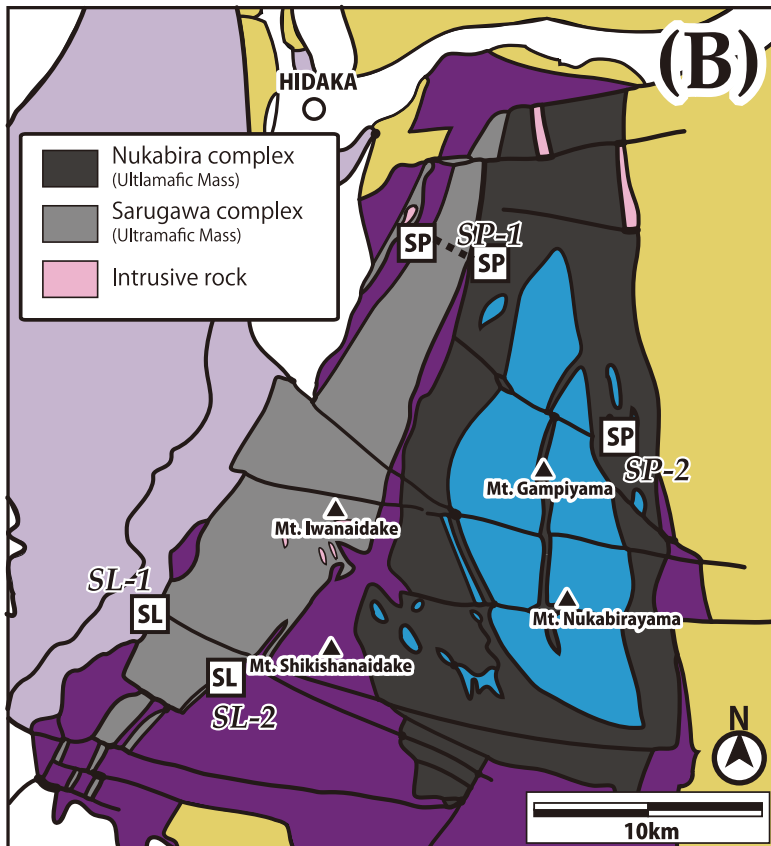 (B)
HIDAKA
Nukabira complex
(Ultlamafic Mass)
Sarugawa complex
(Ultramafic Mass)
Intrusive rock
SP
SP-1
SP
SP
SP-2
Mt. Gampiyama
Mt. Iwanaidake
SL-1
SL
Mt. Nukabirayama
Mt. Shikishanaidake
SL
SL-2
N
10km